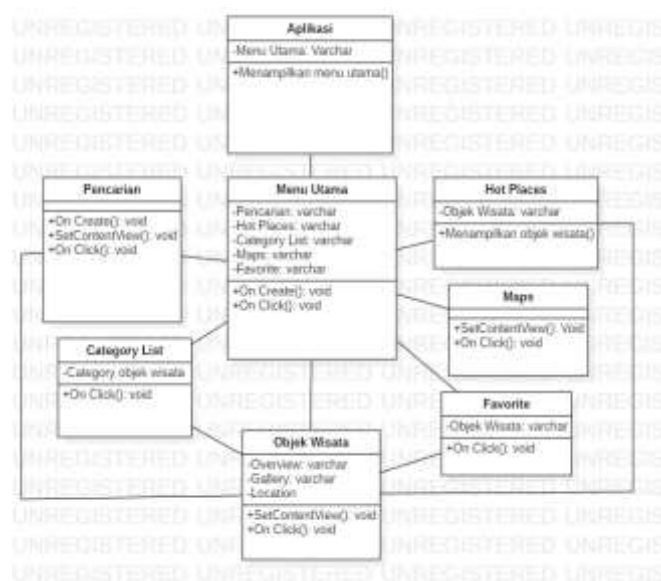 Aplikasi
-Menu Utama: Varchar
+Menampilkan menu utama()
Pencarian
+On Create(): void
+SetContentView(): void
+On Click(): void
Menu Utama
-Pencarian: varchar
-Hot Places: varchar
-Category List: varchar
-Maps: varchar
-Favorite: varchar
+On Create(): void
+On Click(): void
Hot Places
-Objek Wisata: varchar
+Menampilkan objek wisata()
Maps
+SetContentView(): Void
+On Click(): void
Category List
-Category objek wisata
+On Click(): void
Favorite
-Objek Wisata: varchar
+On Click(): void
Objek Wisata
-Overview: varchar
-Gallery: varchar
-Location
+SetContentView(): void
+On Click(): void
UNREGISTERED